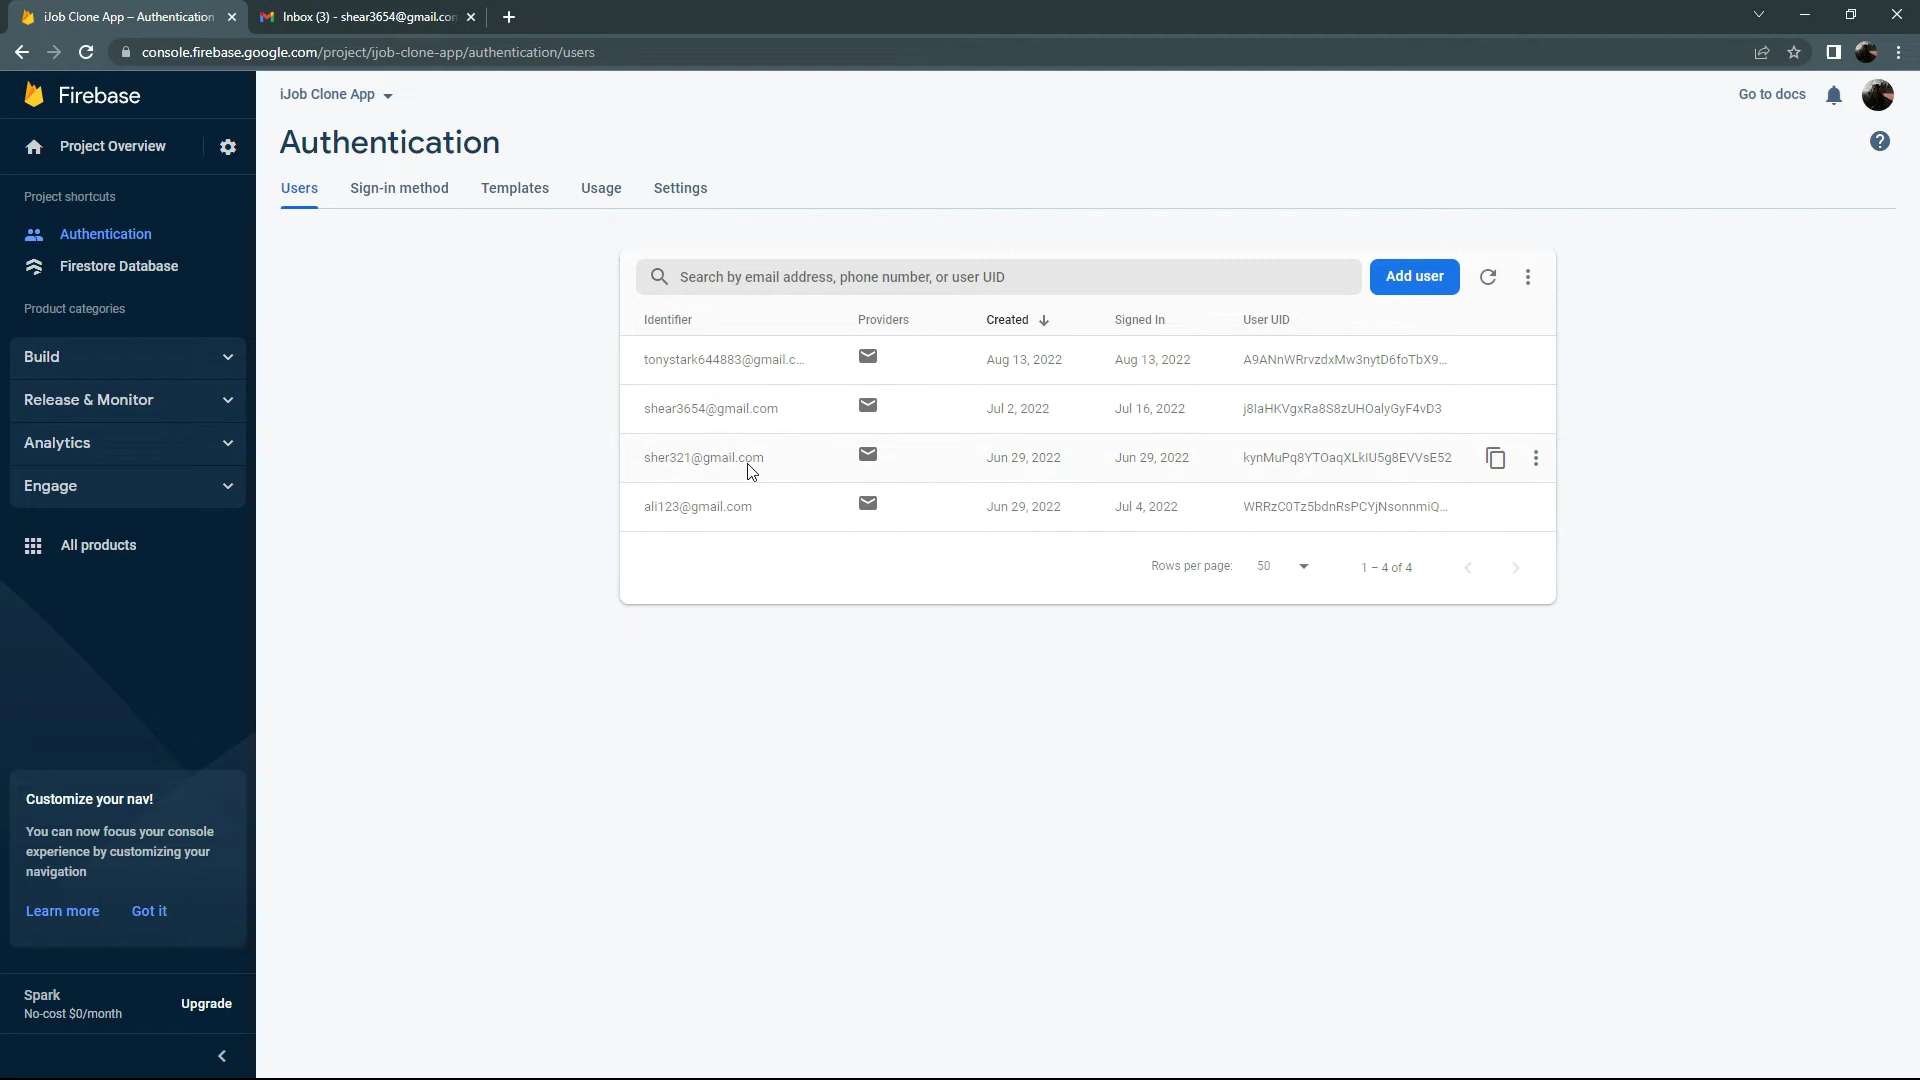 iJob Clone App – Authentication
Inbox (3) - shear3654@gmail.com
console.firebase.google.com/project/ijob-clone-app/authentication/users
Firebase
Project Overview
Project shortcuts
Authentication
Firestore Database
Product categories
Build
Release & Monitor
Analytics
Engage
All products
Customize your nav!
You can now focus your console
experience by customizing your
navigation
Learn more Got it
Spark
No-cost $0/month
Upgrade
iJob Clone App
Go to docs
Authentication
Users Sign-in method Templates Usage Settings
Search by email address, phone number, or user UID
Add user
Identifier Providers Created Signed In User UID
tonystark644883@gmail.c... Aug 13, 2022 Aug 13, 2022 A9ANnWRrvzdxMw3nytD6foTbX9...
shear3654@gmail.com Jul 2, 2022 Jul 16, 2022 j8IaHKVgxRa8S8zUHOalyGyF4vD3
sher321@gmail.com Jun 29, 2022 Jun 29, 2022 kynMuPq8YTOaqXLkIU5g8EVVsE52
ali123@gmail.com Jun 29, 2022 Jul 4, 2022 WRRzC0Tz5bdnRsPCYjNsonnmiQ...
Rows per page: 50 1 – 4 of 4